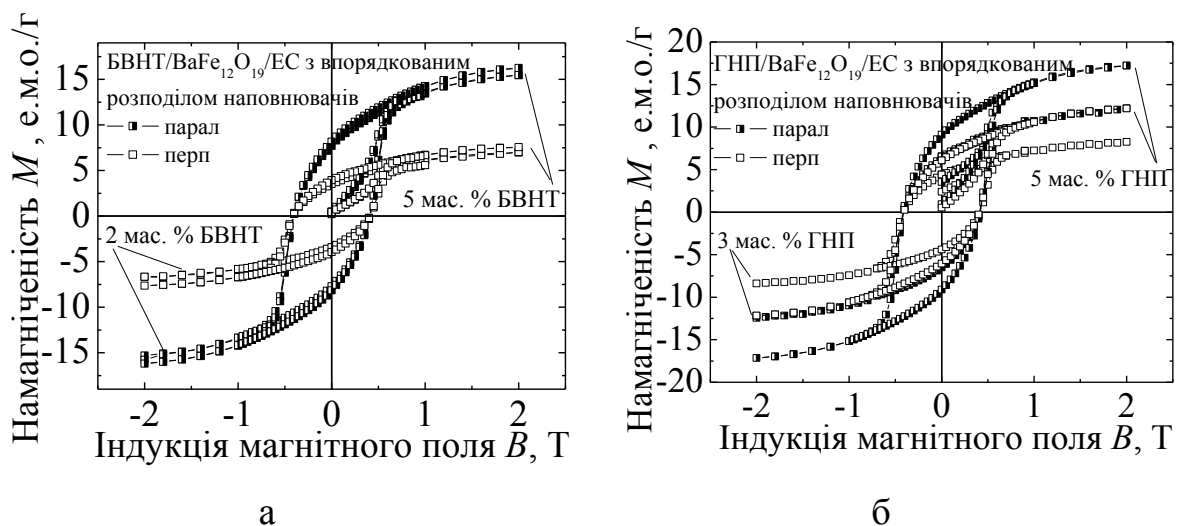 Намагніченість M , е.м.о./г
15
10
5
0
-5
-10
-15
БВНТ/BaFe12O19/ЕС з впорядкованим
розподілом наповнювачів
парал
перп
5 мас. % БВНТ
2 мас. % БВНТ
-2 -1 0 1 2
Індукція магнітного поля B, Т
а
Намагніченість M , е.м.о./г
20
15
10
5
0
-5
-10
-15
-20
ГНП/BaFe12O19/ЕС з впорядкованим
розподілом наповнювачів
парал
перп
5 мас. % ГНП
3 мас. % ГНП
-2 -1 0 1 2
Індукція магнітного поля B, Т
б